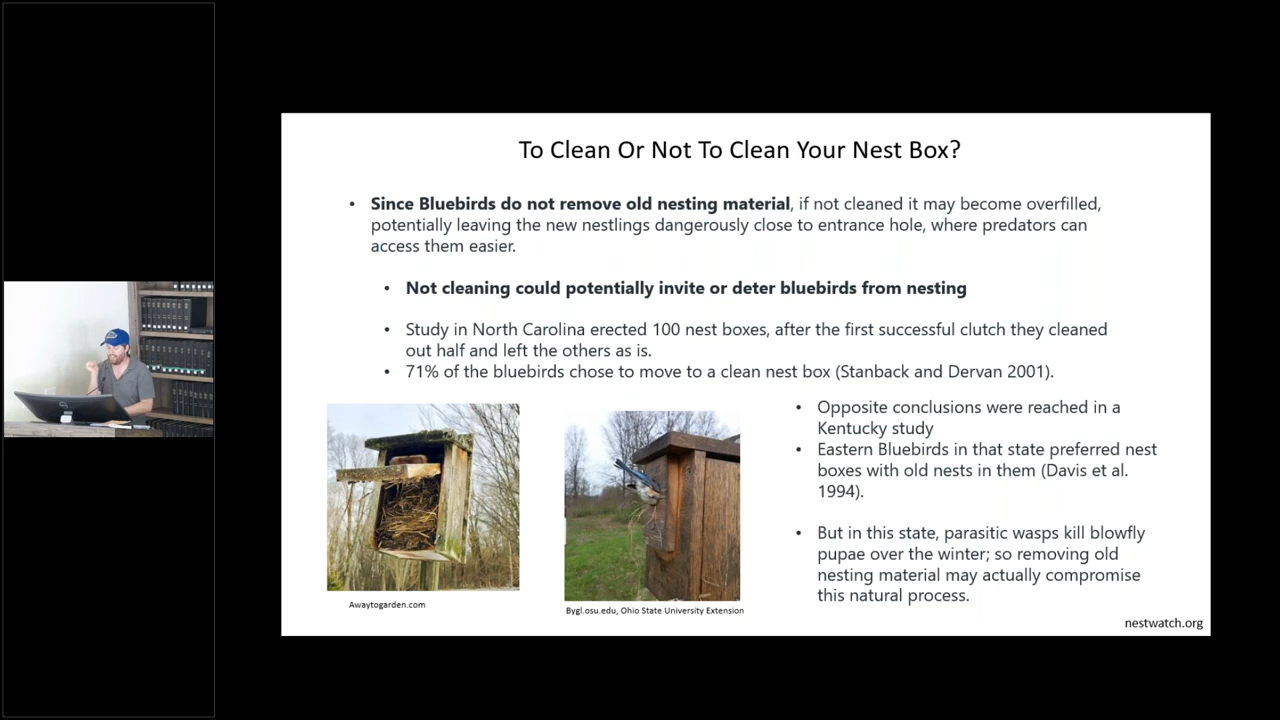 To Clean Or Not To Clean Your Nest Box?
• Since Bluebirds do not remove old nesting material, if not cleaned it may become overfilled,
potentially leaving the new nestlings dangerously close to entrance hole, where predators can
access them easier.
• Not cleaning could potentially invite or deter bluebirds from nesting
• Study in North Carolina erected 100 nest boxes, after the first successful clutch they cleaned
out half and left the others as is.
• 71% of the bluebirds chose to move to a clean nest box (Stanback and Dervan 2001).
• Opposite conclusions were reached in a
Kentucky study
• Eastern Bluebirds in that state preferred nest
boxes with old nests in them (Davis et al.
1994).
• But in this state, parasitic wasps kill blowfly
pupae over the winter; so removing old
nesting material may actually compromise
this natural process.
Awaytogarden.com
Bygl.osu.edu, Ohio State University Extension
nestwatch.org